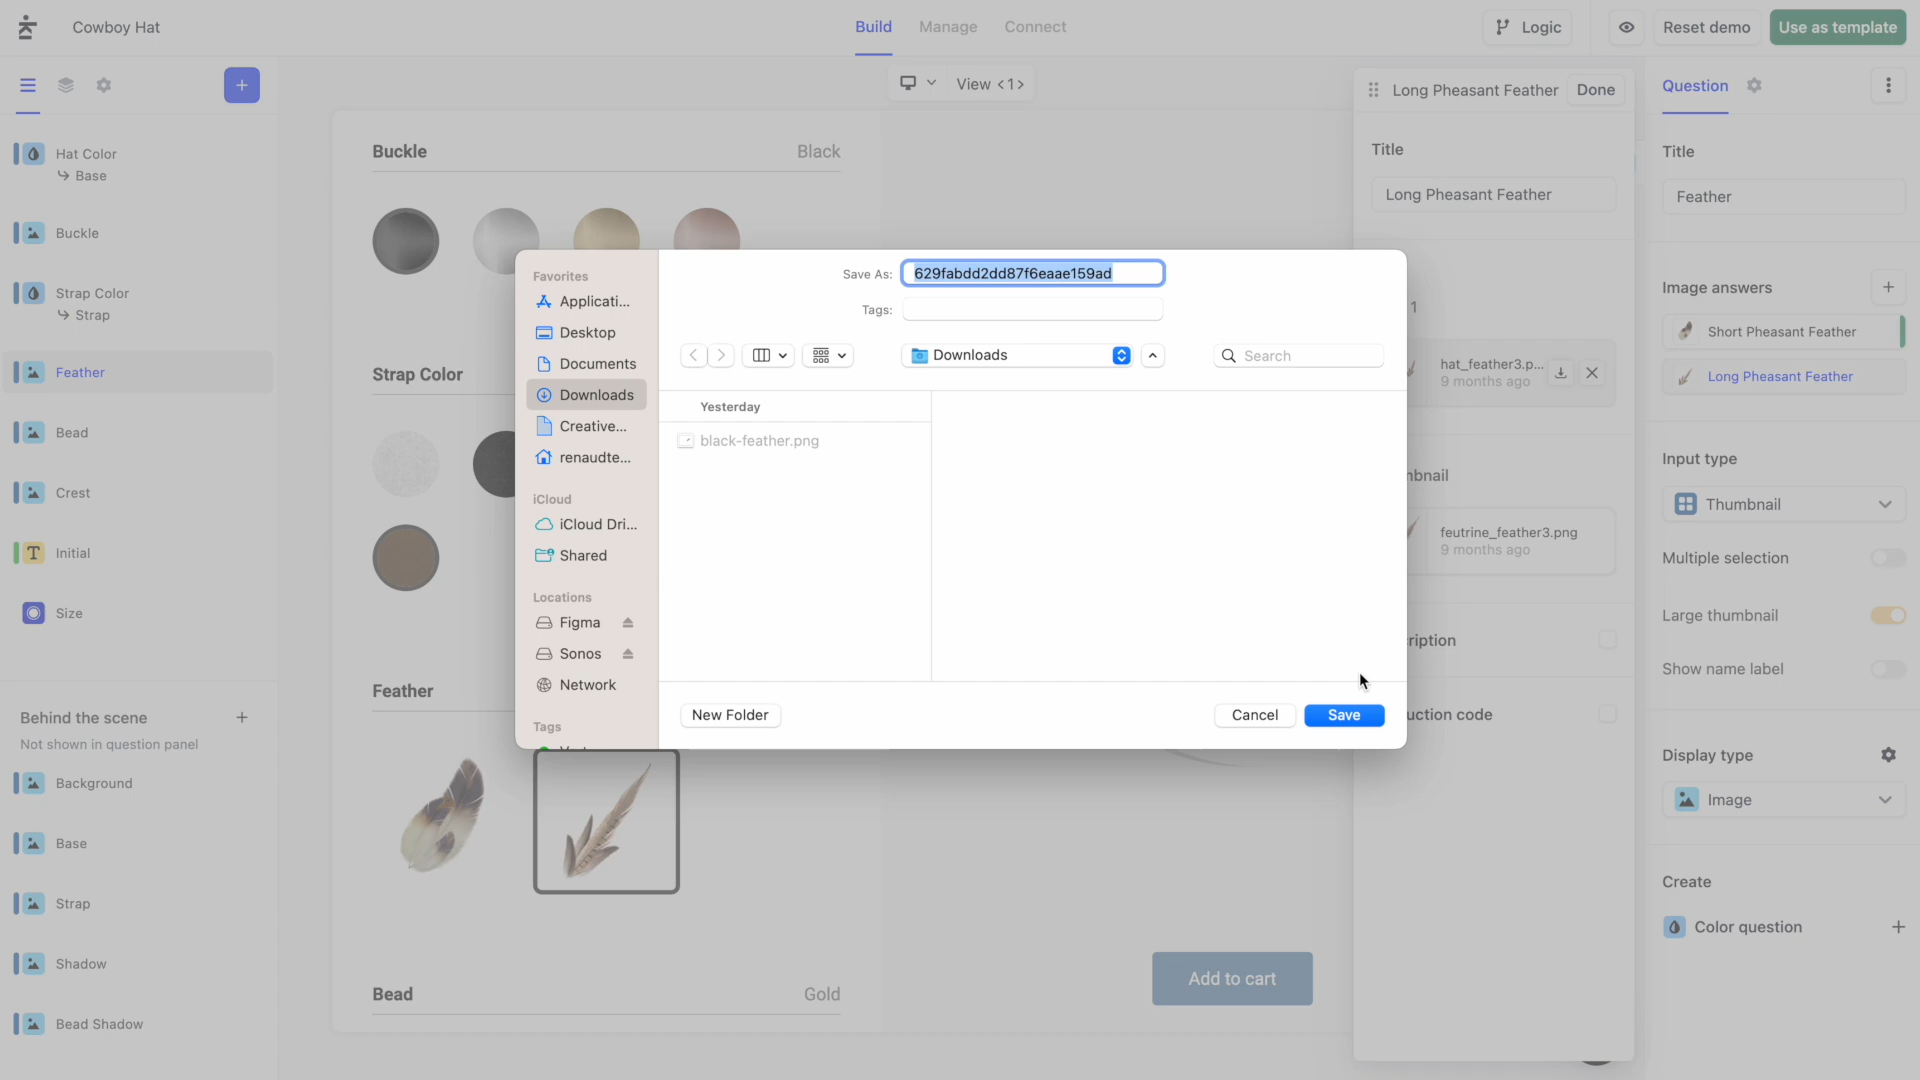 Cowboy Hat
Build
Manage
Connect
Logic
Reset demo
Use as template
Hat Color
Base
Buckle
Strap Color
Strap
Feather
Bead
Crest
T
Initial
Size
Behind the scene
Not shown in question panel
Background
Base
Strap
Shadow
Bead Shadow
View <1>
Buckle
Black
Strap Color
Feather
Bead
Gold
Add to cart
Favorites
Applicati...
Desktop
Documents
Downloads
Creative...
renaudte...
iCloud
iCloud Dri...
Shared
Locations
Figma
Sonos
Network
Tags
Save As:
629fabdd2dd87f6eaae159ad
Tags:
Downloads
Search
Yesterday
black-feather.png
New Folder
Cancel
Save
Long Pheasant Feather
Done
Title
Long Pheasant Feather
1
hat_feather3.p...
9 months ago
nbnail
feutrine_feather3.png
9 months ago
ription
uction code
Question
Title
Feather
Image answers
Short Pheasant Feather
Long Pheasant Feather
Input type
Thumbnail
Multiple selection
Large thumbnail
Show name label
Display type
Image
Create
Color question